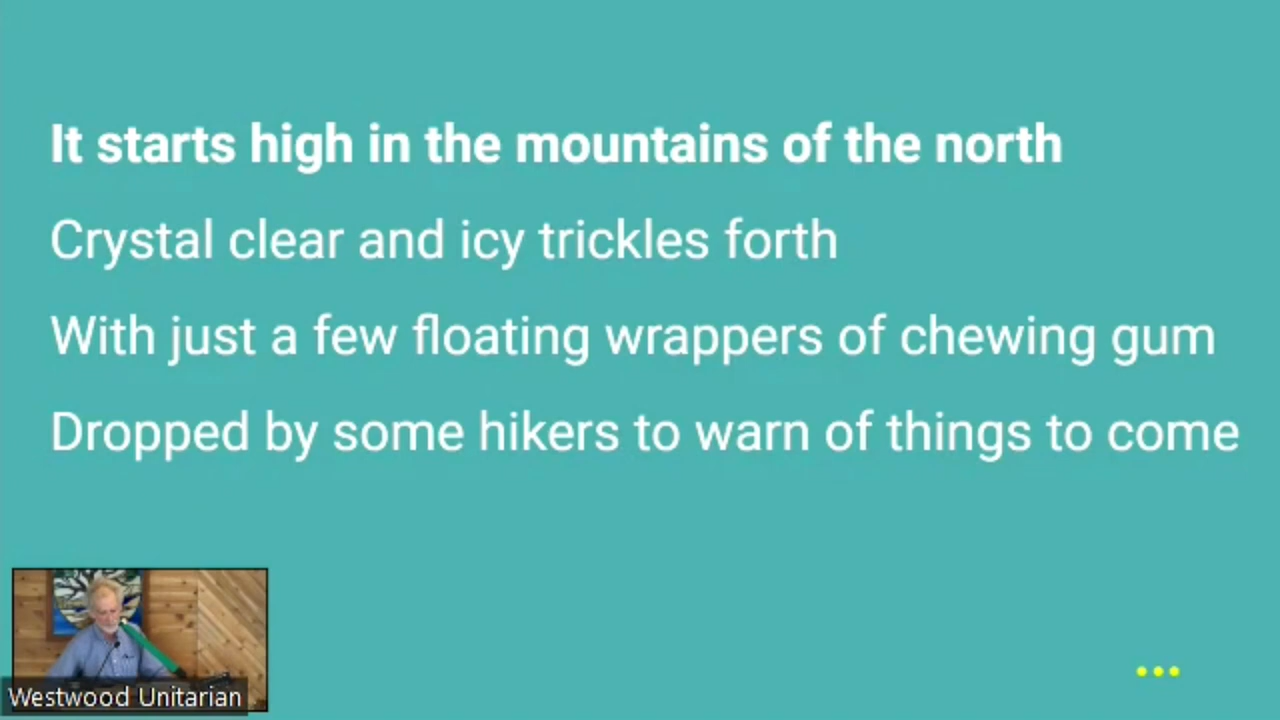 It starts high in the mountains of the north
Crystal clear and icy trickles forth
With just a few floating wrappers of chewing gum
Dropped by some hikers to warn of things to come
Westwood Unitarian